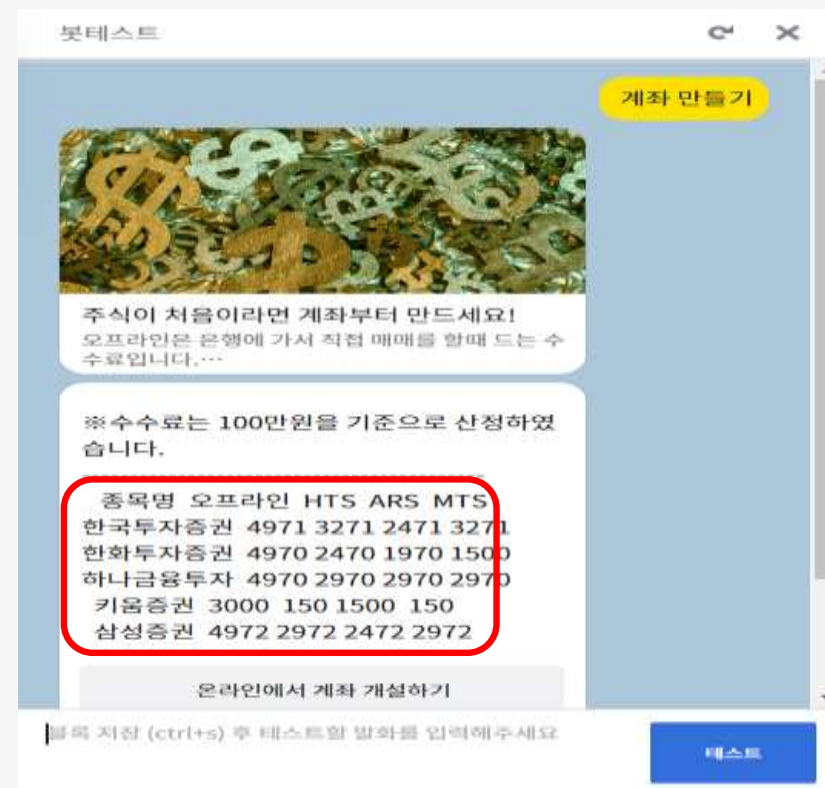 봇테스트
계좌 만들기
주식이 처음이라면 계좌부터 만드세요!
오프라인은 은행에 가서 직접 매매를 할때 드는 수
수료입니다.…
※수수료는 100만원을 기준으로 산정하였
습니다.
종목명 오프라인 HTS ARS MTS
한국투자증권 4971 3271 2471 3271
한화투자증권 4970 2470 1970 1500
하나금융투자 4970 2970 2970 2970
키움증권 3000 150 1500 150
삼성증권 4972 2972 2472 2972
온라인에서 계좌 개설하기
블록 저장 (ctrl+s) 후 테스트할 발화를 입력해주세요
테스트